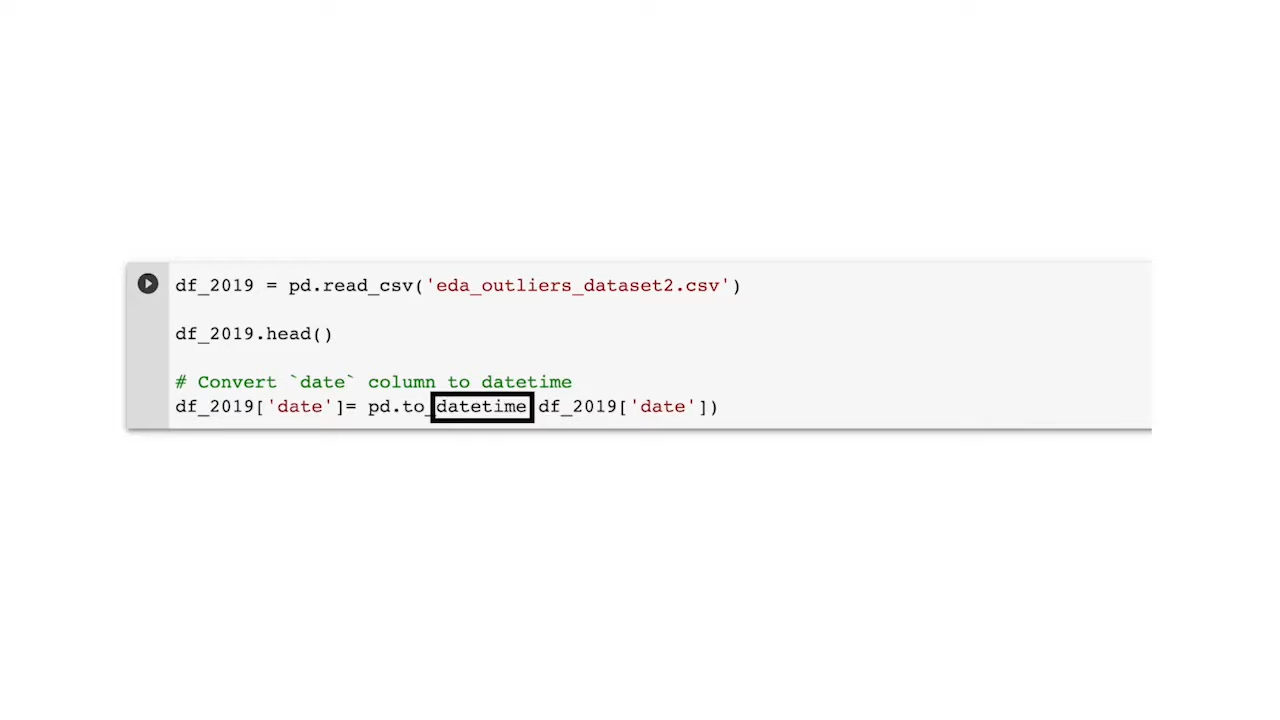 df_2019 = pd.read_csv('eda_outliers_dataset2.csv')
df_2019.head()
# Convert `date` column to datetime
df_2019['date']= pd.to_datetime df_2019['date'])